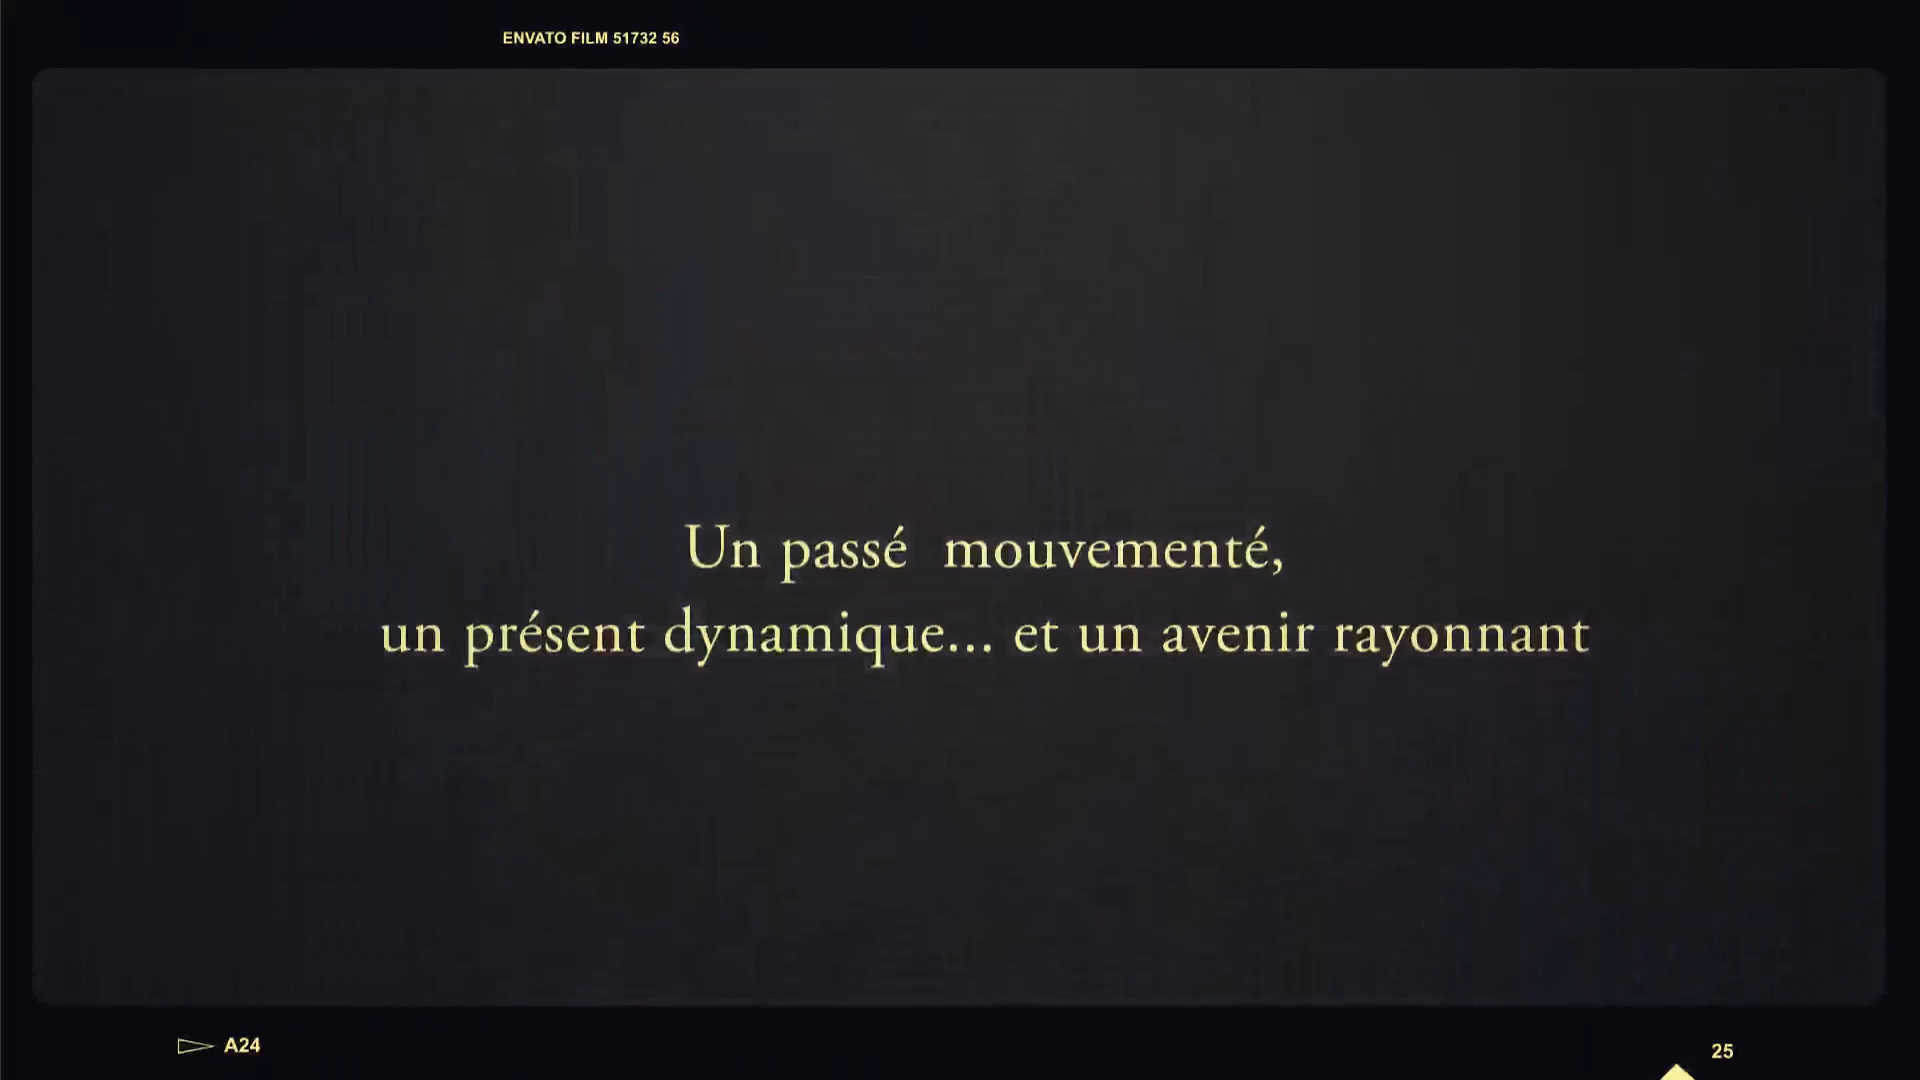 ENVATO FILM 51732 56
Un passé mouvementé,
un présent dynamique... et un avenir rayonnant
A24
25